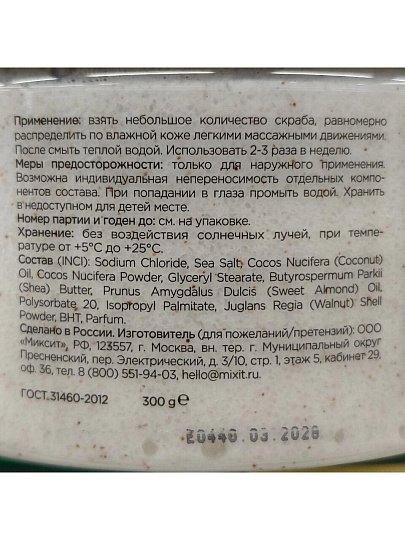 Применение: взять небольшое количество скраба, равномерно
распределить по влажной коже легкими массажными движениями.
После смыть теплой водой. Использовать 2-3 раза в неделю.
Меры предосторожности: только для наружного применения.
Возможна индивидуальная непереносимость отдельных компо-
нентов состава. При попадании в глаза промыть водой. Хранить
в недоступном для детей месте.
Номер партии и годен до: см. на упаковке.
Хранение: без воздействия солнечных лучей, при темпе-
ратуре от +5°C до +25°C.
Состав (INCI): Sodium Chloride, Sea Salt, Cocos Nucifera (Coconut)
Oil, Cocos Nucifera Powder, Glyceryl Stearate, Butyrospermum Parkii
(Shea) Butter, Prunus Amygdalus Dulcis (Sweet Almond) Oil,
Polysorbate 20, Isopropyl Palmitate, Juglans Regia (Walnut) Shell
Powder, BHT, Parfum.
Сделано в России. Изготовитель (для пожеланий/претензий): ООО
«Миксит», РФ, 123557, г. Москва, вн. тер. г. Муниципальный округ
Пресненский, пер. Электрический, д. 3/10, стр. 1, этаж 5, кабинет 29,
оф. 36, тел. 8 (800) 551-94-03, hello@mixit.ru.
ГОСТ 31460-2012 300 g ℮
E0440.03.2026